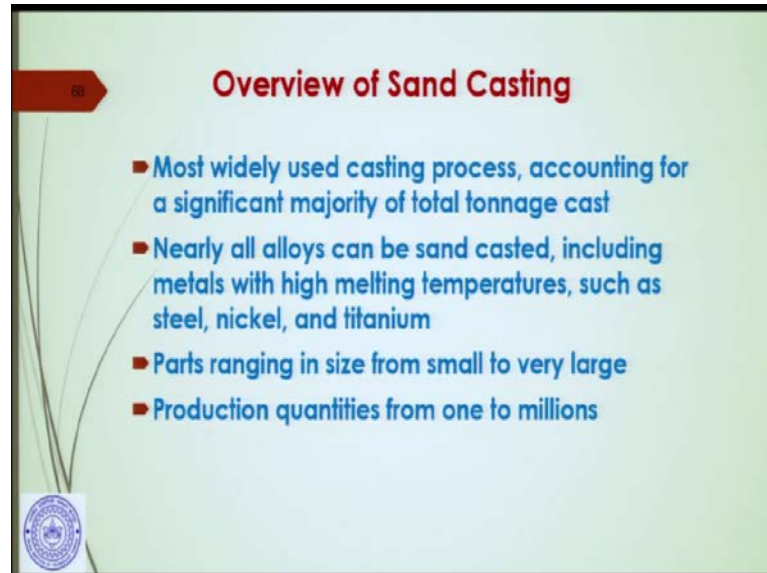 68
Overview of Sand Casting
Most widely used casting process, accounting for
a significant majority of total tonnage cast
Nearly all alloys can be sand casted, including
metals with high melting temperatures, such as
steel, nickel, and titanium
Parts ranging in size from small to very large
Production quantities from one to millions